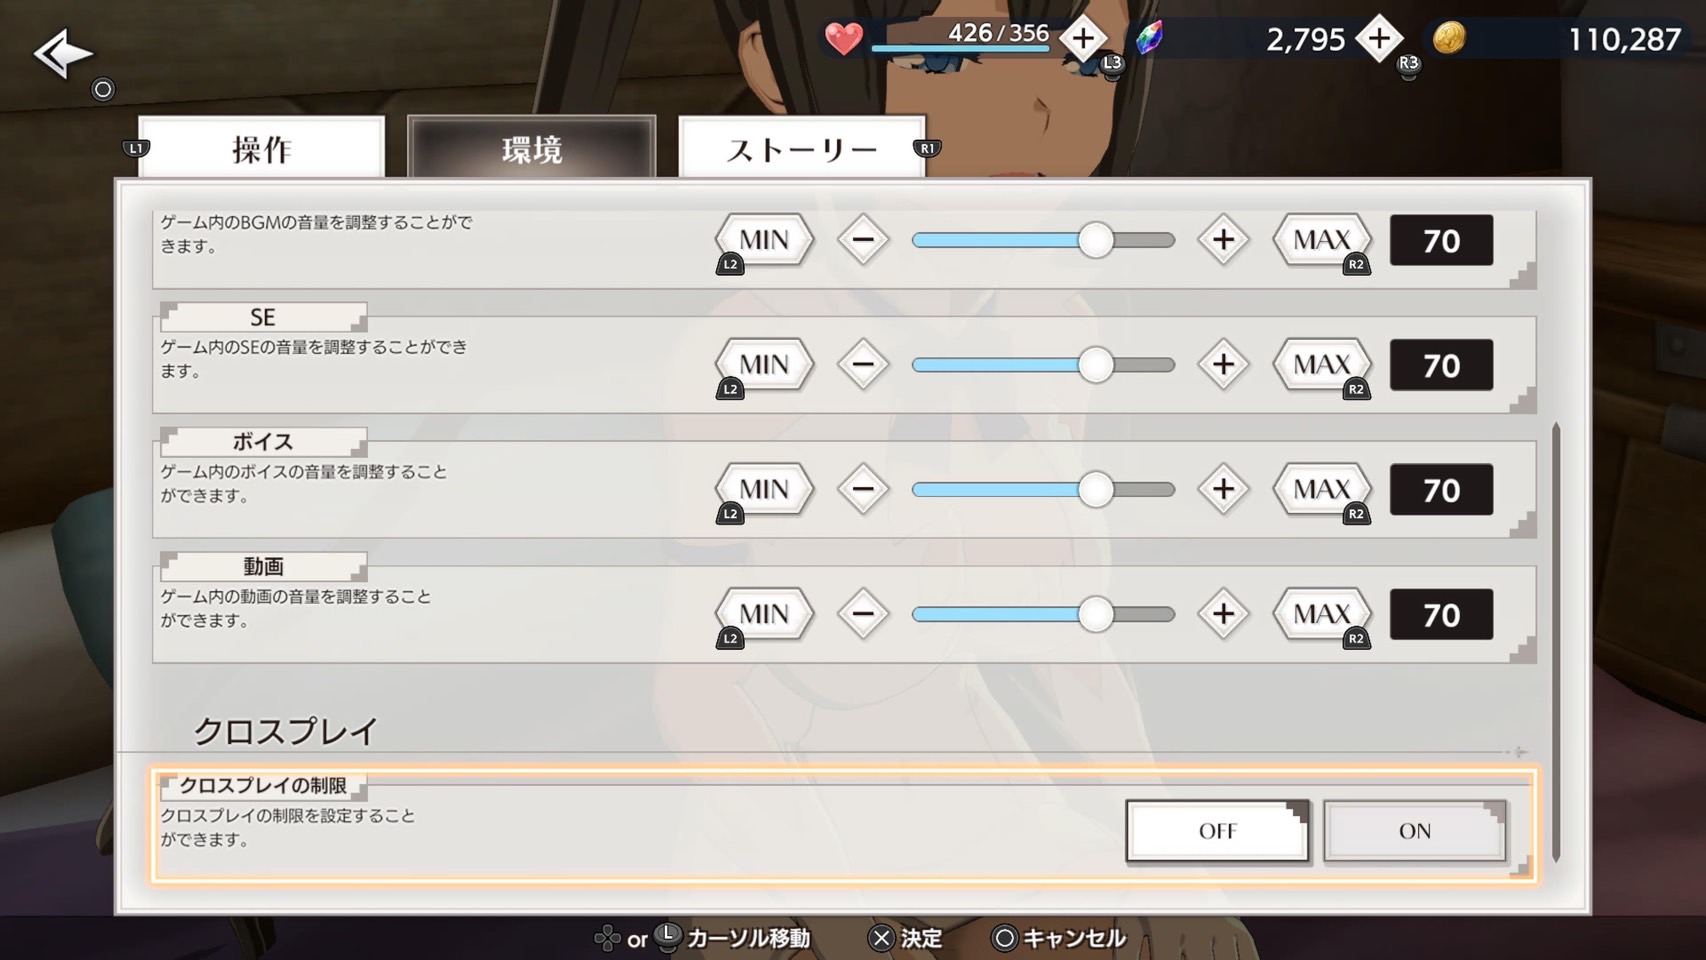 426/356
L3
2,795
R3
110,287
L1
操作
環境
ストーリー
R1
ゲーム内のBGMの音量を調整することがで
きます。
MIN
L2
MAX
R2
70
SE
ゲーム内のSEの音量を調整することができ
ます。
MIN
L2
MAX
R2
70
ボイス
ゲーム内のボイスの音量を調整すること
ができます。
MIN
L2
MAX
R2
70
動画
ゲーム内の動画の音量を調整すること
ができます。
MIN
L2
MAX
R2
70
クロスプレイ
クロスプレイの制限
クロスプレイの制限を設定すること
ができます。
OFF
ON
or L カーソル移動 決定 キャンセル